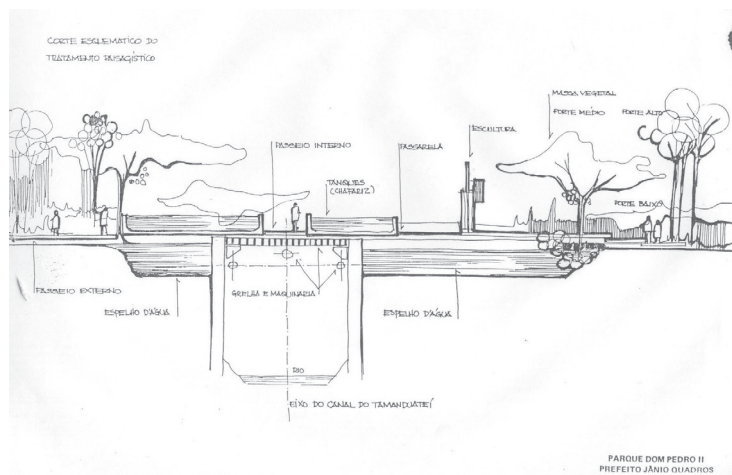 CORTE ESQUEMATICO DO
TRATAMENTO PAISAGÍSTICO
MASSA VEGETAL
PORTE MÉDIO
PORTE ALTO
ESCULTURA
PASSEIO INTERNO
PASSARELA
TANQUES
(CHAFARIZ)
PORTE BAIXO
PASSEIO EXTERNO
GRELHA E MAQUINARIA
ESPELHO D'ÁGUA
ESPELHO D'ÁGUA
RIO
EIXO DO CANAL DO TAMANDUATEÍ
PARQUE DOM PEDRO II
PREFEITO JÂNIO QUADROS